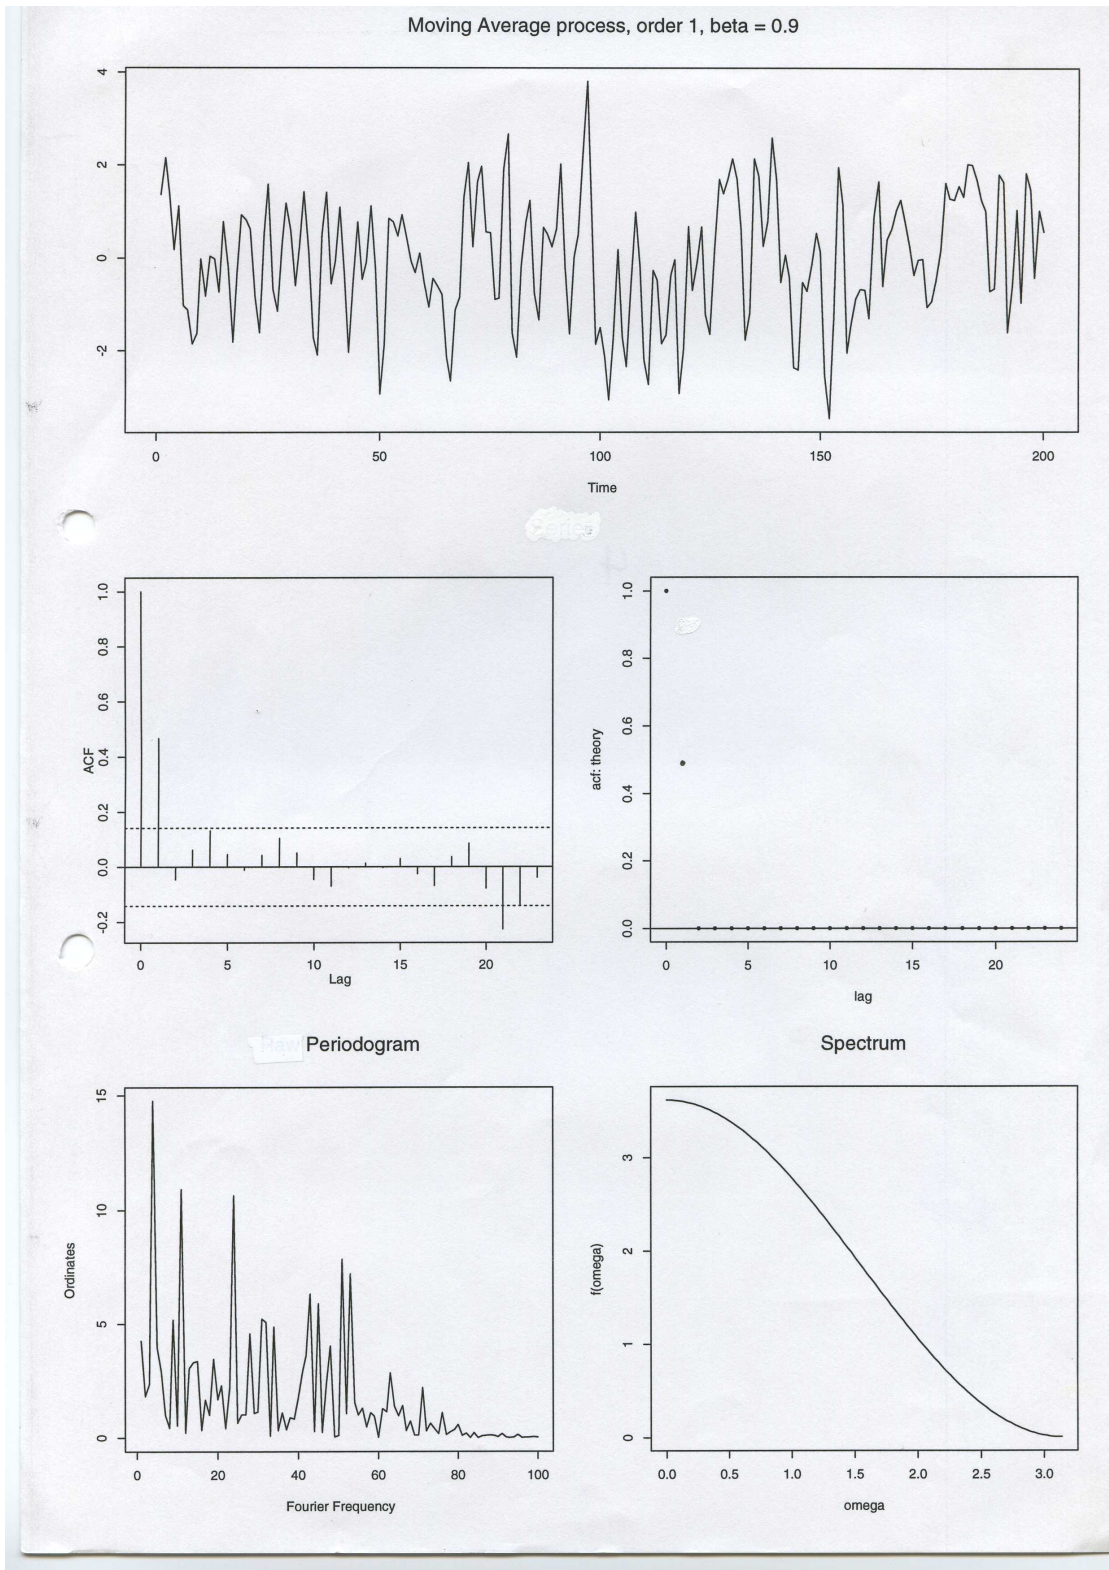 Moving Average process, order 1, beta = 0.9
4
2
0
-2
0 50 100 150 200
Time
Series
1.0
0.8
0.6
0.4
0.2
0.0
-0.2
ACF
0 5 10 15 20
Lag
1.0
0.8
0.6
0.4
0.2
0.0
acf: theory
0 5 10 15 20
lag
Raw Periodogram
15
10
5
0
Ordinates
0 20 40 60 80 100
Fourier Frequency
Spectrum
3
2
1
0
f(omega)
0.0 0.5 1.0 1.5 2.0 2.5 3.0
omega